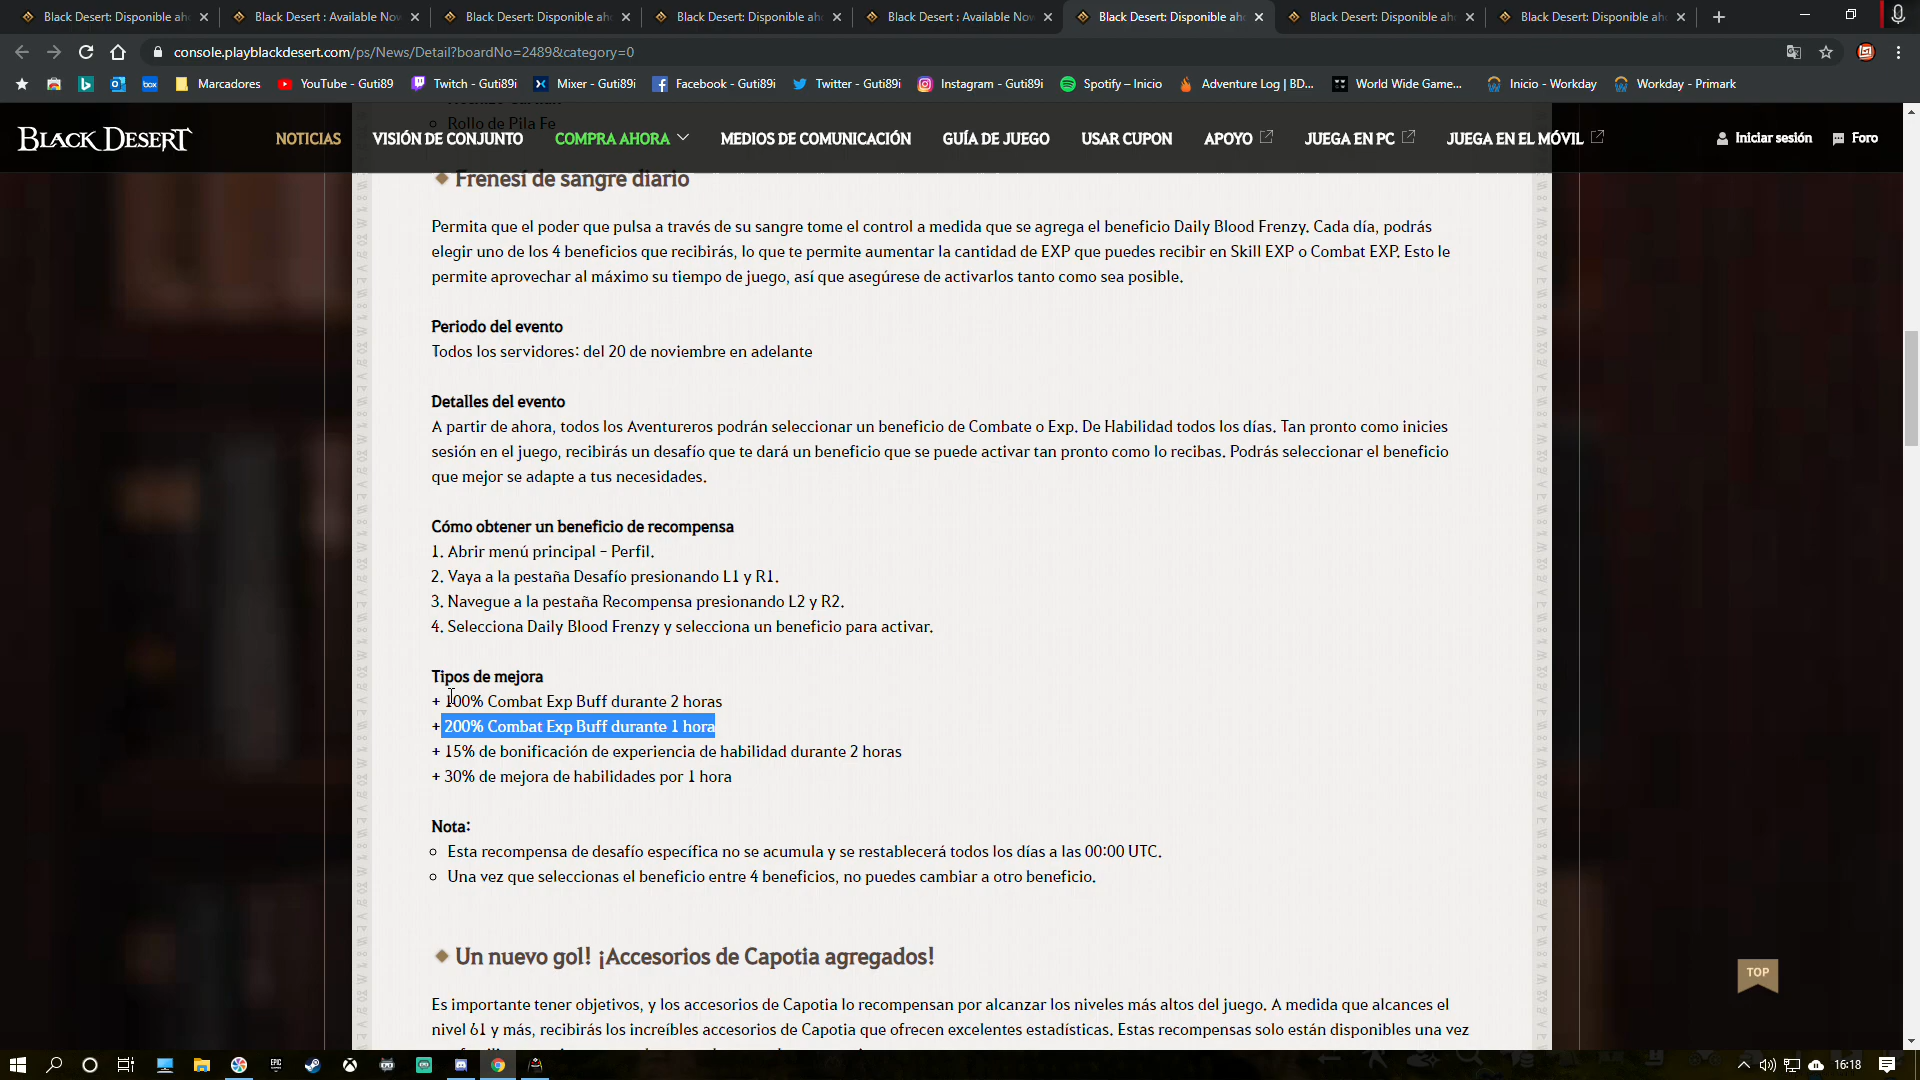 Black Desert: Disponible aho
Black Desert : Available Now
Black Desert: Disponible aho
Black Desert: Disponible aho
Black Desert : Available Now
Black Desert: Disponible aho
Black Desert: Disponible aho
Black Desert: Disponible aho
console.playblackdesert.com/ps/News/Detail?boardNo=2489&category=0
Marcadores
YouTube - Guti89
Twitch - Guti89i
Mixer - Guti89i
Facebook - Guti89i
Twitter - Guti89i
Instagram - Guti89i
Spotify – Inicio
Adventure Log | BD...
World Wide Game...
Inicio - Workday
Workday - Primark
Rollo de Pila Fe
BLACK DESERT
NOTICIAS
VISIÓN DE CONJUNTO
COMPRA AHORA
MEDIOS DE COMUNICACIÓN
GUÍA DE JUEGO
USAR CUPON
APOYO
JUEGA EN PC
JUEGA EN EL MÓVIL
Iniciar sesión
Foro
Frenesí de sangre diario
Permita que el poder que pulsa a través de su sangre tome el control a medida que se agrega el beneficio Daily Blood Frenzy. Cada día, podrás
elegir uno de los 4 beneficios que recibirás, lo que te permite aumentar la cantidad de EXP que puedes recibir en Skill EXP o Combat EXP. Esto le
permite aprovechar al máximo su tiempo de juego, así que asegúrese de activarlos tanto como sea posible.
Periodo del evento
Todos los servidores: del 20 de noviembre en adelante
Detalles del evento
A partir de ahora, todos los Aventureros podrán seleccionar un beneficio de Combate o Exp. De Habilidad todos los días. Tan pronto como inicies
sesión en el juego, recibirás un desafío que te dará un beneficio que se puede activar tan pronto como lo recibas. Podrás seleccionar el beneficio
que mejor se adapte a tus necesidades.
Cómo obtener un beneficio de recompensa
1. Abrir menú principal - Perfil.
2. Vaya a la pestaña Desafío presionando L1 y R1.
3. Navegue a la pestaña Recompensa presionando L2 y R2.
4. Selecciona Daily Blood Frenzy y selecciona un beneficio para activar.
Tipos de mejora
+ 100% Combat Exp Buff durante 2 horas
+ 200% Combat Exp Buff durante 1 hora
+ 15% de bonificación de experiencia de habilidad durante 2 horas
+ 30% de mejora de habilidades por 1 hora
Nota:
Esta recompensa de desafío específica no se acumula y se restablecerá todos los días a las 00:00 UTC.
Una vez que seleccionas el beneficio entre 4 beneficios, no puedes cambiar a otro beneficio.
Un nuevo gol! ¡Accesorios de Capotia agregados!
TOP
Es importante tener objetivos, y los accesorios de Capotia lo recompensan por alcanzar los niveles más altos del juego. A medida que alcances el
nivel 61 y más, recibirás los increíbles accesorios de Capotia que ofrecen excelentes estadísticas. Estas recompensas solo están disponibles una vez
16:18